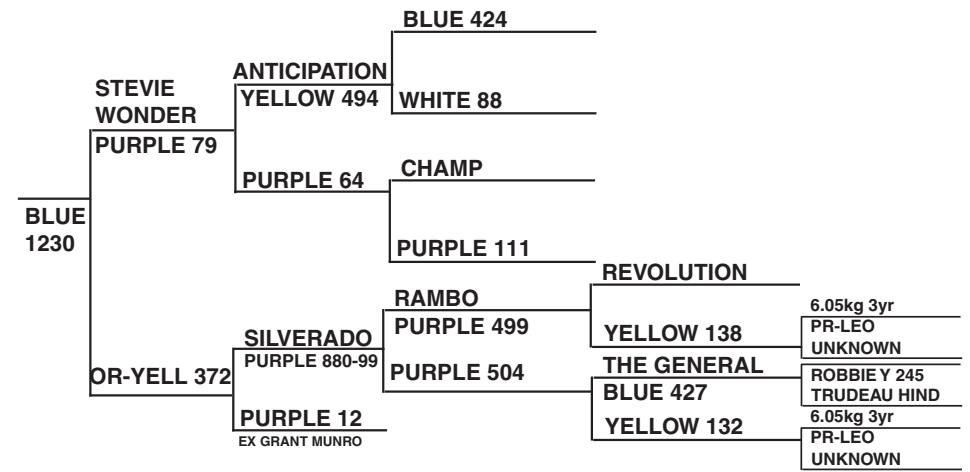 BLUE 424
ANTICIPATION
YELLOW 494
WHITE 88
STEVIE
WONDER
PURPLE 79
PURPLE 64
CHAMP
PURPLE 111
BLUE
1230
REVOLUTION
RAMBO
PURPLE 499
YELLOW 138
6.05kg 3yr
PR-LEO
UNKNOWN
SILVERADO
PURPLE 880-99
OR-YELL 372
PURPLE 504
THE GENERAL
BLUE 427
ROBBIE Y 245
TRUDEAU HIND
YELLOW 132
6.05kg 3yr
PR-LEO
UNKNOWN
PURPLE 12
EX GRANT MUNRO